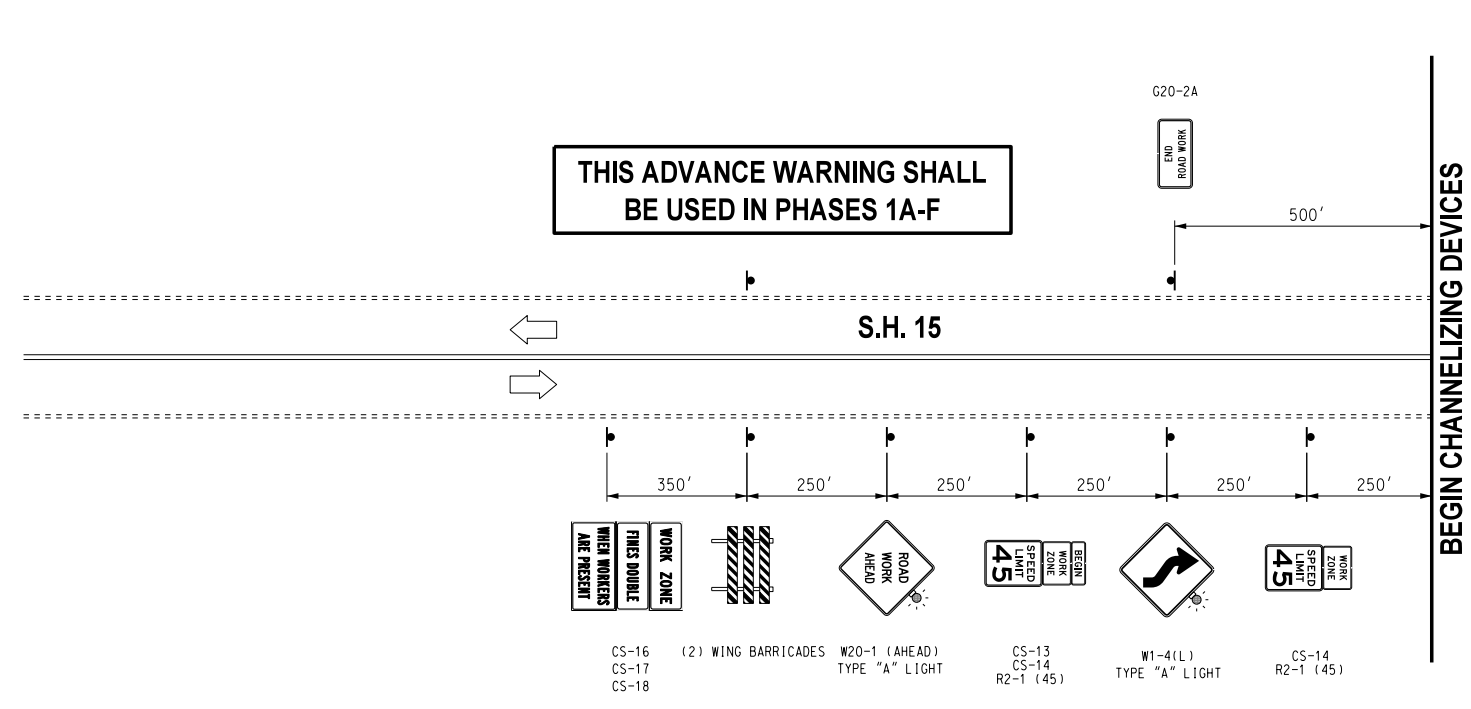 G20-2A
END
ROAD WORK
THIS ADVANCE WARNING SHALL
BE USED IN PHASES 1A-F
500'
S.H. 15
BEGIN CHANNELIZING DEVICES
350'
250'
250'
250'
250'
250'
WORK ZONE
FINES DOUBLE
WHEN WORKERS
ARE PRESENT
ROAD
WORK
AHEAD
BEGIN
WORK
ZONE
SPEED
LIMIT
45
WORK
ZONE
SPEED
LIMIT
45
CS-16
CS-17
CS-18
(2) WING BARRICADES
W20-1 (AHEAD)
TYPE "A" LIGHT
CS-13
CS-14
R2-1 (45)
W1-4(L)
TYPE "A" LIGHT
CS-14
R2-1 (45)